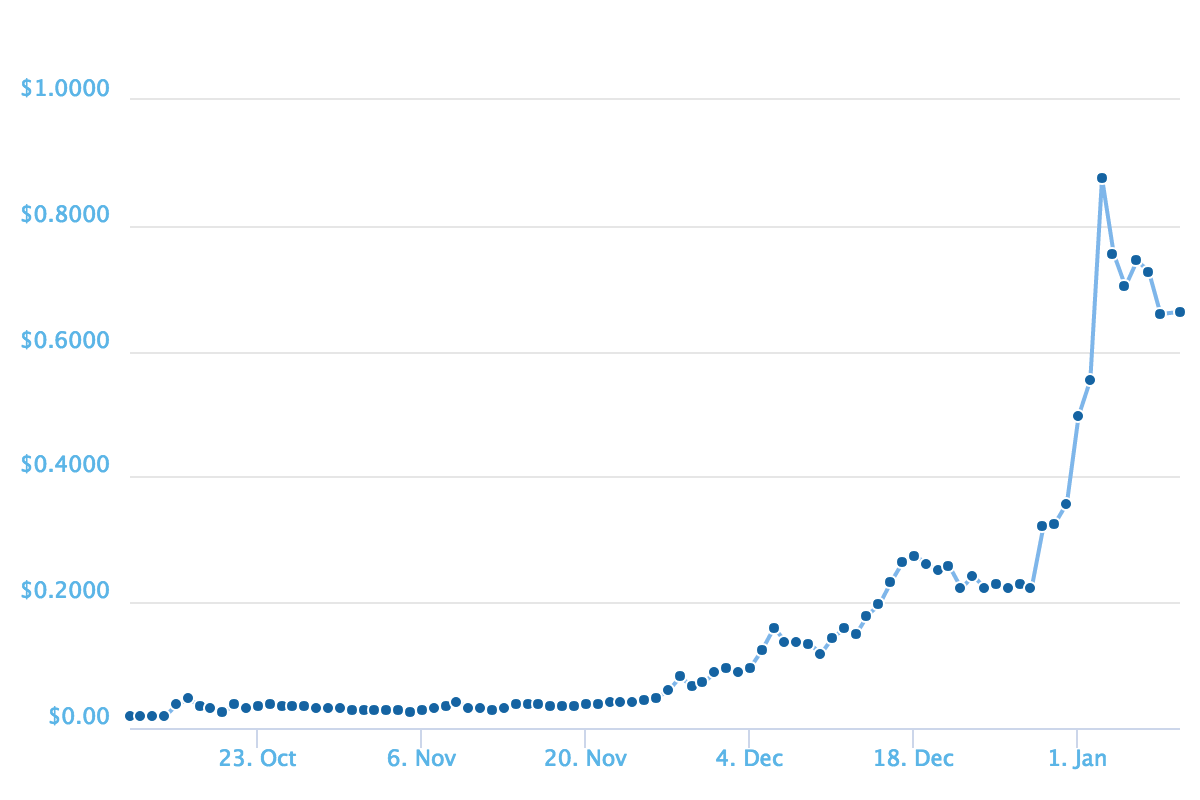 $1.0000
$0.8000
$0.6000
$0.4000
$0.2000
$0.00
23. Oct
6. Nov
20. Nov
4. Dec
18. Dec
1. Jan